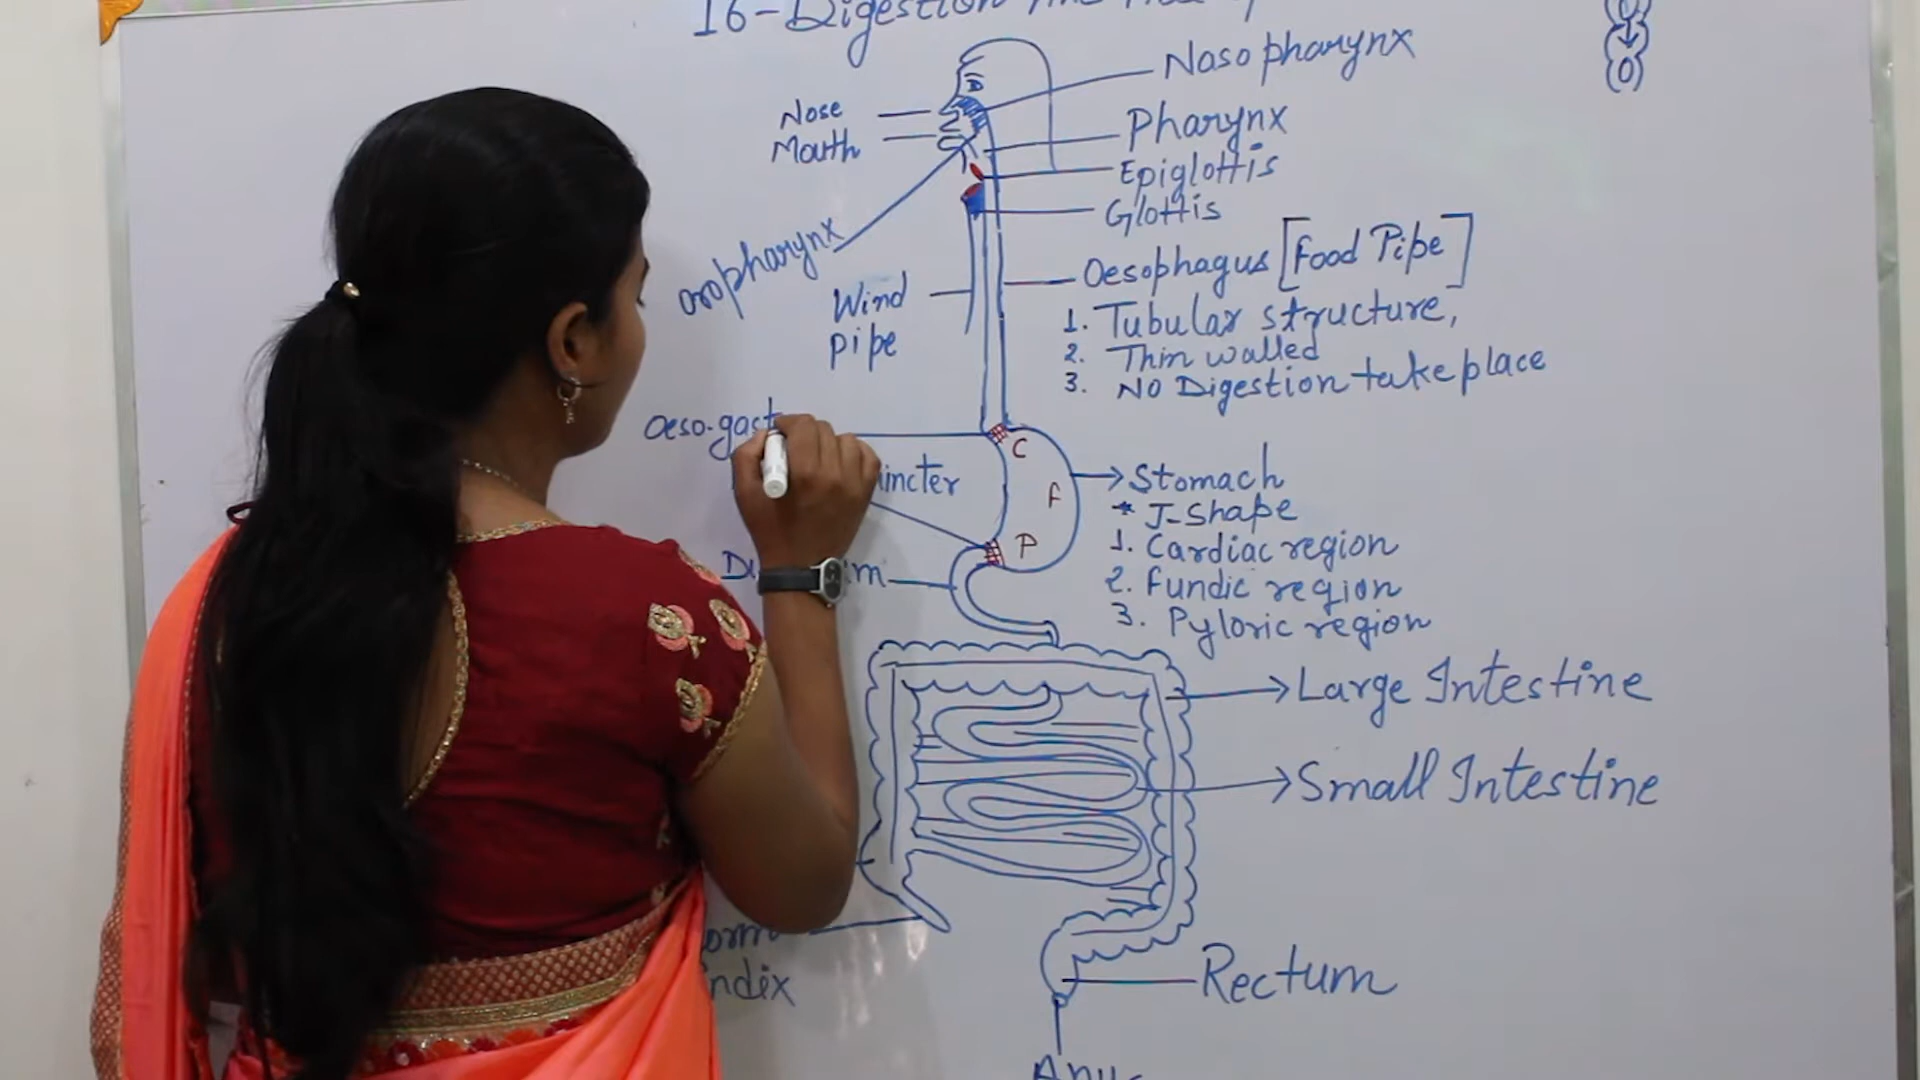 16-Digestion
Nose
Mouth
Nasopharynx
Pharynx
Epiglottis
Glottis
oropharynx
Wind
pipe
Oesophagus [Food Pipe]
1. Tubular structure,
2. Thin walled
3. NO Digestion take place
Oeso-gast
C
F
P
Stomach
* J-Shape
1. Cardiac region
2. Fundic region
3. Pyloric region
Large Intestine
Small Intestine
Rectum